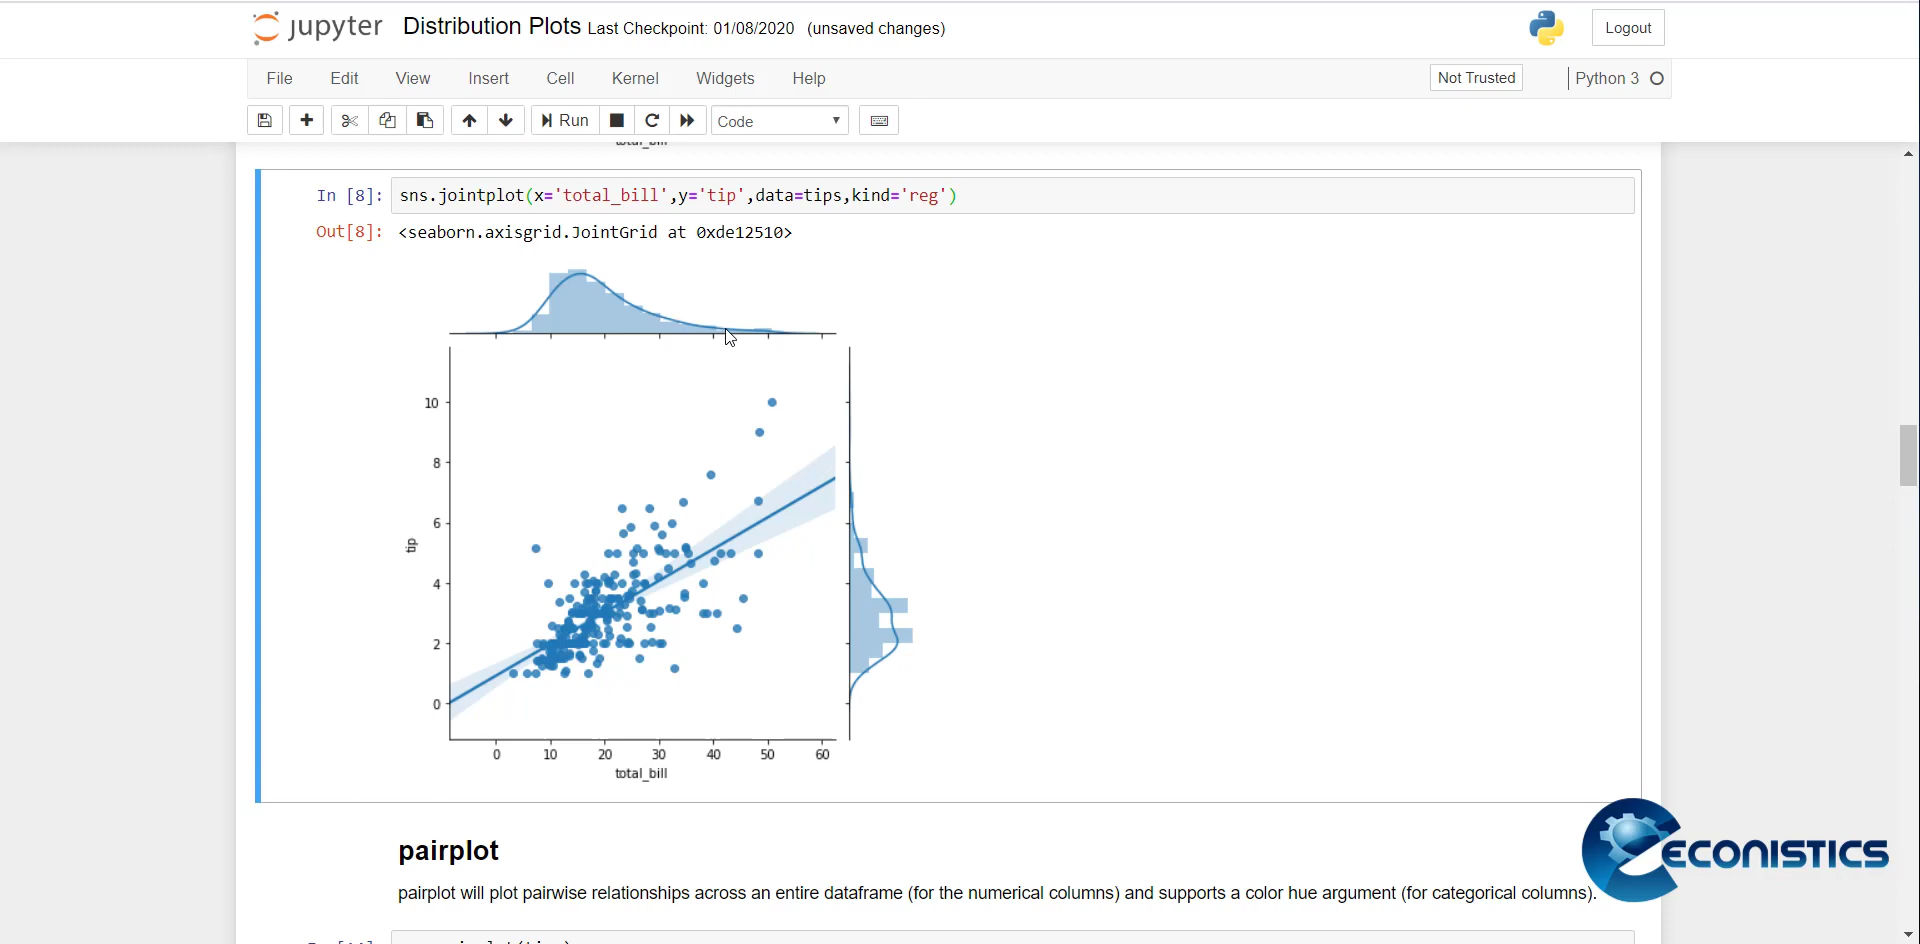 jupyter Distribution Plots Last Checkpoint: 01/08/2020 (unsaved changes)
Logout
File Edit View Insert Cell Kernel Widgets Help
Not Trusted
Python 3
Run
Code
total_bill
In [8]: sns.jointplot(x='total_bill',y='tip',data=tips,kind='reg')
Out[8]: <seaborn.axisgrid.JointGrid at 0xde12510>
10
8
6
tip
4
2
0
0 10 20 30 40 50 60
total_bill
pairplot
pairplot will plot pairwise relationships across an entire dataframe (for the numerical columns) and supports a color hue argument (for categorical columns).
ECONISTICS